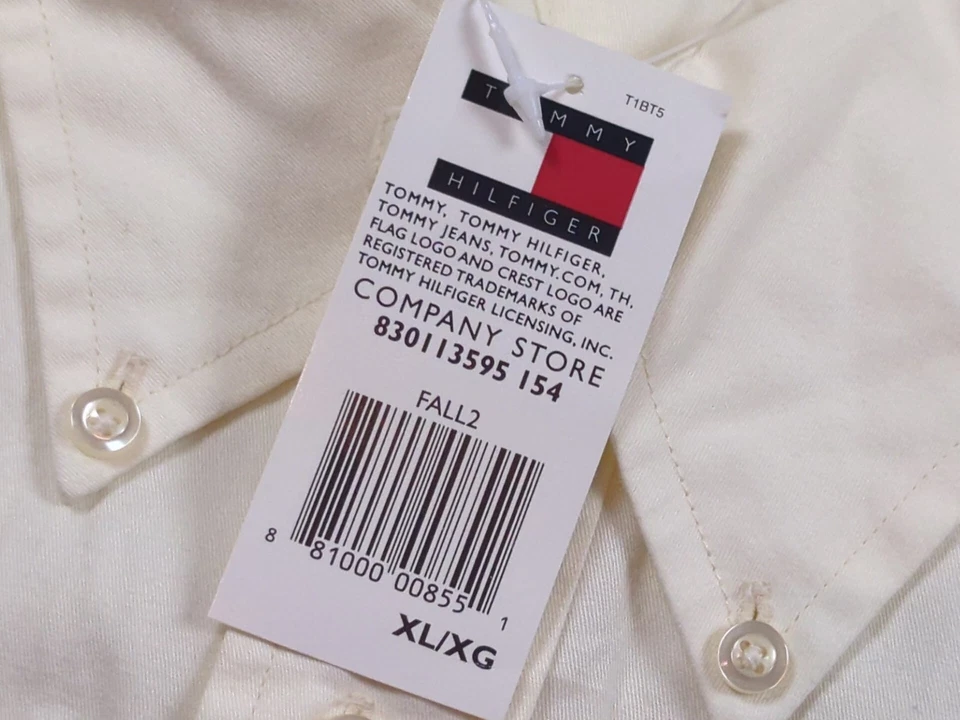 T1BT5
TOMMY
HILFIGER
TOMMY, TOMMY HILFIGER,
TOMMY JEANS, TOMMY.COM, TH,
FLAG LOGO AND CREST LOGO ARE
REGISTERED TRADEMARKS OF
TOMMY HILFIGER LICENSING, INC.
COMPANY STORE
830113595 154
FALL2
8 81000 00855 1
XL/XG